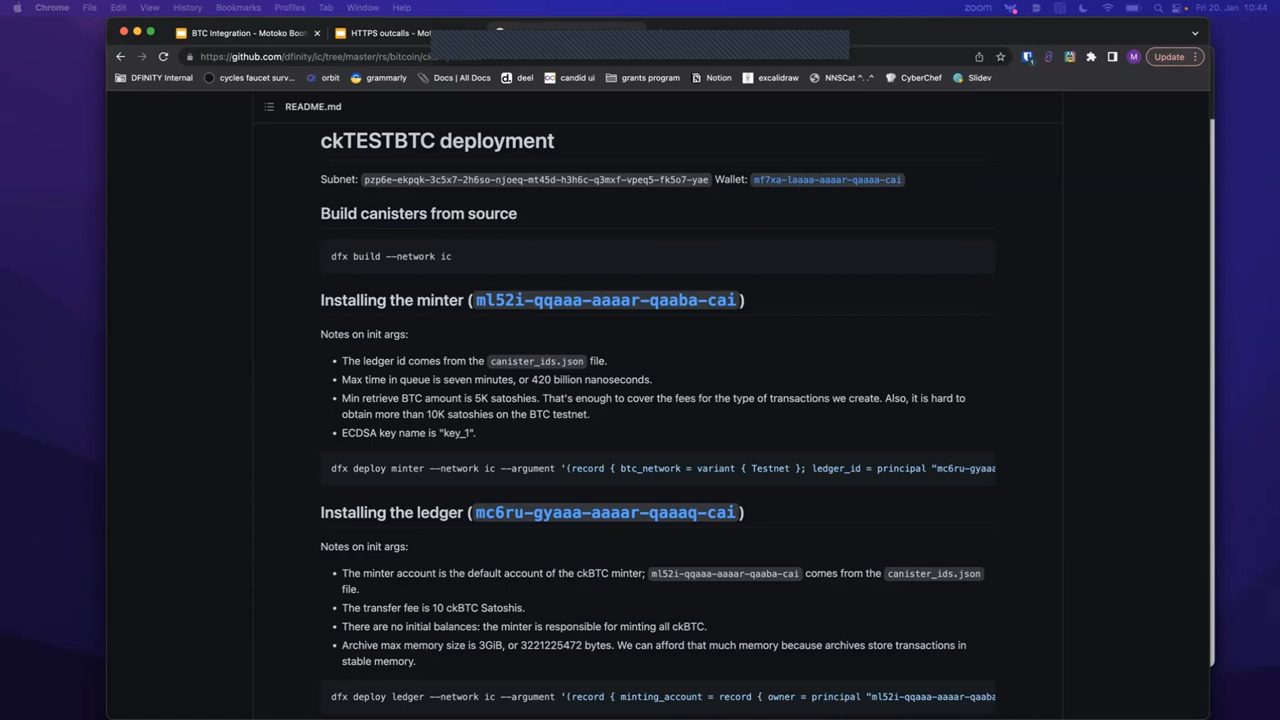 Chrome File Edit View History Bookmarks Profiles Tab Window Help zoom Fri 20. Jan 10:44
BTC Integration - Motoko Boo HTTPS outcalls - Mot
https://github.com/dfinity/ic/tree/master/rs/bitcoin/ck Update
DFINITY Internal cycles faucet surv... orbit grammarly Docs | All Docs deel candid ui grants program Notion excalidraw NNSCat ^.^ CyberChef Slidev
README.md
ckTESTBTC deployment
Subnet: pzp6e-ekpqk-3c5x7-2h6so-njoeq-mt45d-h3h6c-q3mxf-vpeq5-fk5o7-yae Wallet: mf7xa-laaaa-aaaar-qaaaa-cai
Build canisters from source
dfx build --network ic
Installing the minter ( ml52i-qqaaa-aaaar-qaaba-cai )
Notes on init args:
• The ledger id comes from the canister_ids.json file.
• Max time in queue is seven minutes, or 420 billion nanoseconds.
• Min retrieve BTC amount is 5K satoshies. That's enough to cover the fees for the type of transactions we create. Also, it is hard to
obtain more than 10K satoshies on the BTC testnet.
• ECDSA key name is "key_1".
dfx deploy minter --network ic --argument '(record { btc_network = variant { Testnet }; ledger_id = principal "mc6ru-gyaaa
Installing the ledger ( mc6ru-gyaaa-aaaar-qaaaq-cai )
Notes on init args:
• The minter account is the default account of the ckBTC minter; ml52i-qqaaa-aaaar-qaaba-cai comes from the canister_ids.json
file.
• The transfer fee is 10 ckBTC Satoshis.
• There are no initial balances: the minter is responsible for minting all ckBTC.
• Archive max memory size is 3GiB, or 3221225472 bytes. We can afford that much memory because archives store transactions in
stable memory.
dfx deploy ledger --network ic --argument '(record { minting_account = record { owner = principal "ml52i-qqaaa-aaaar-qaaba